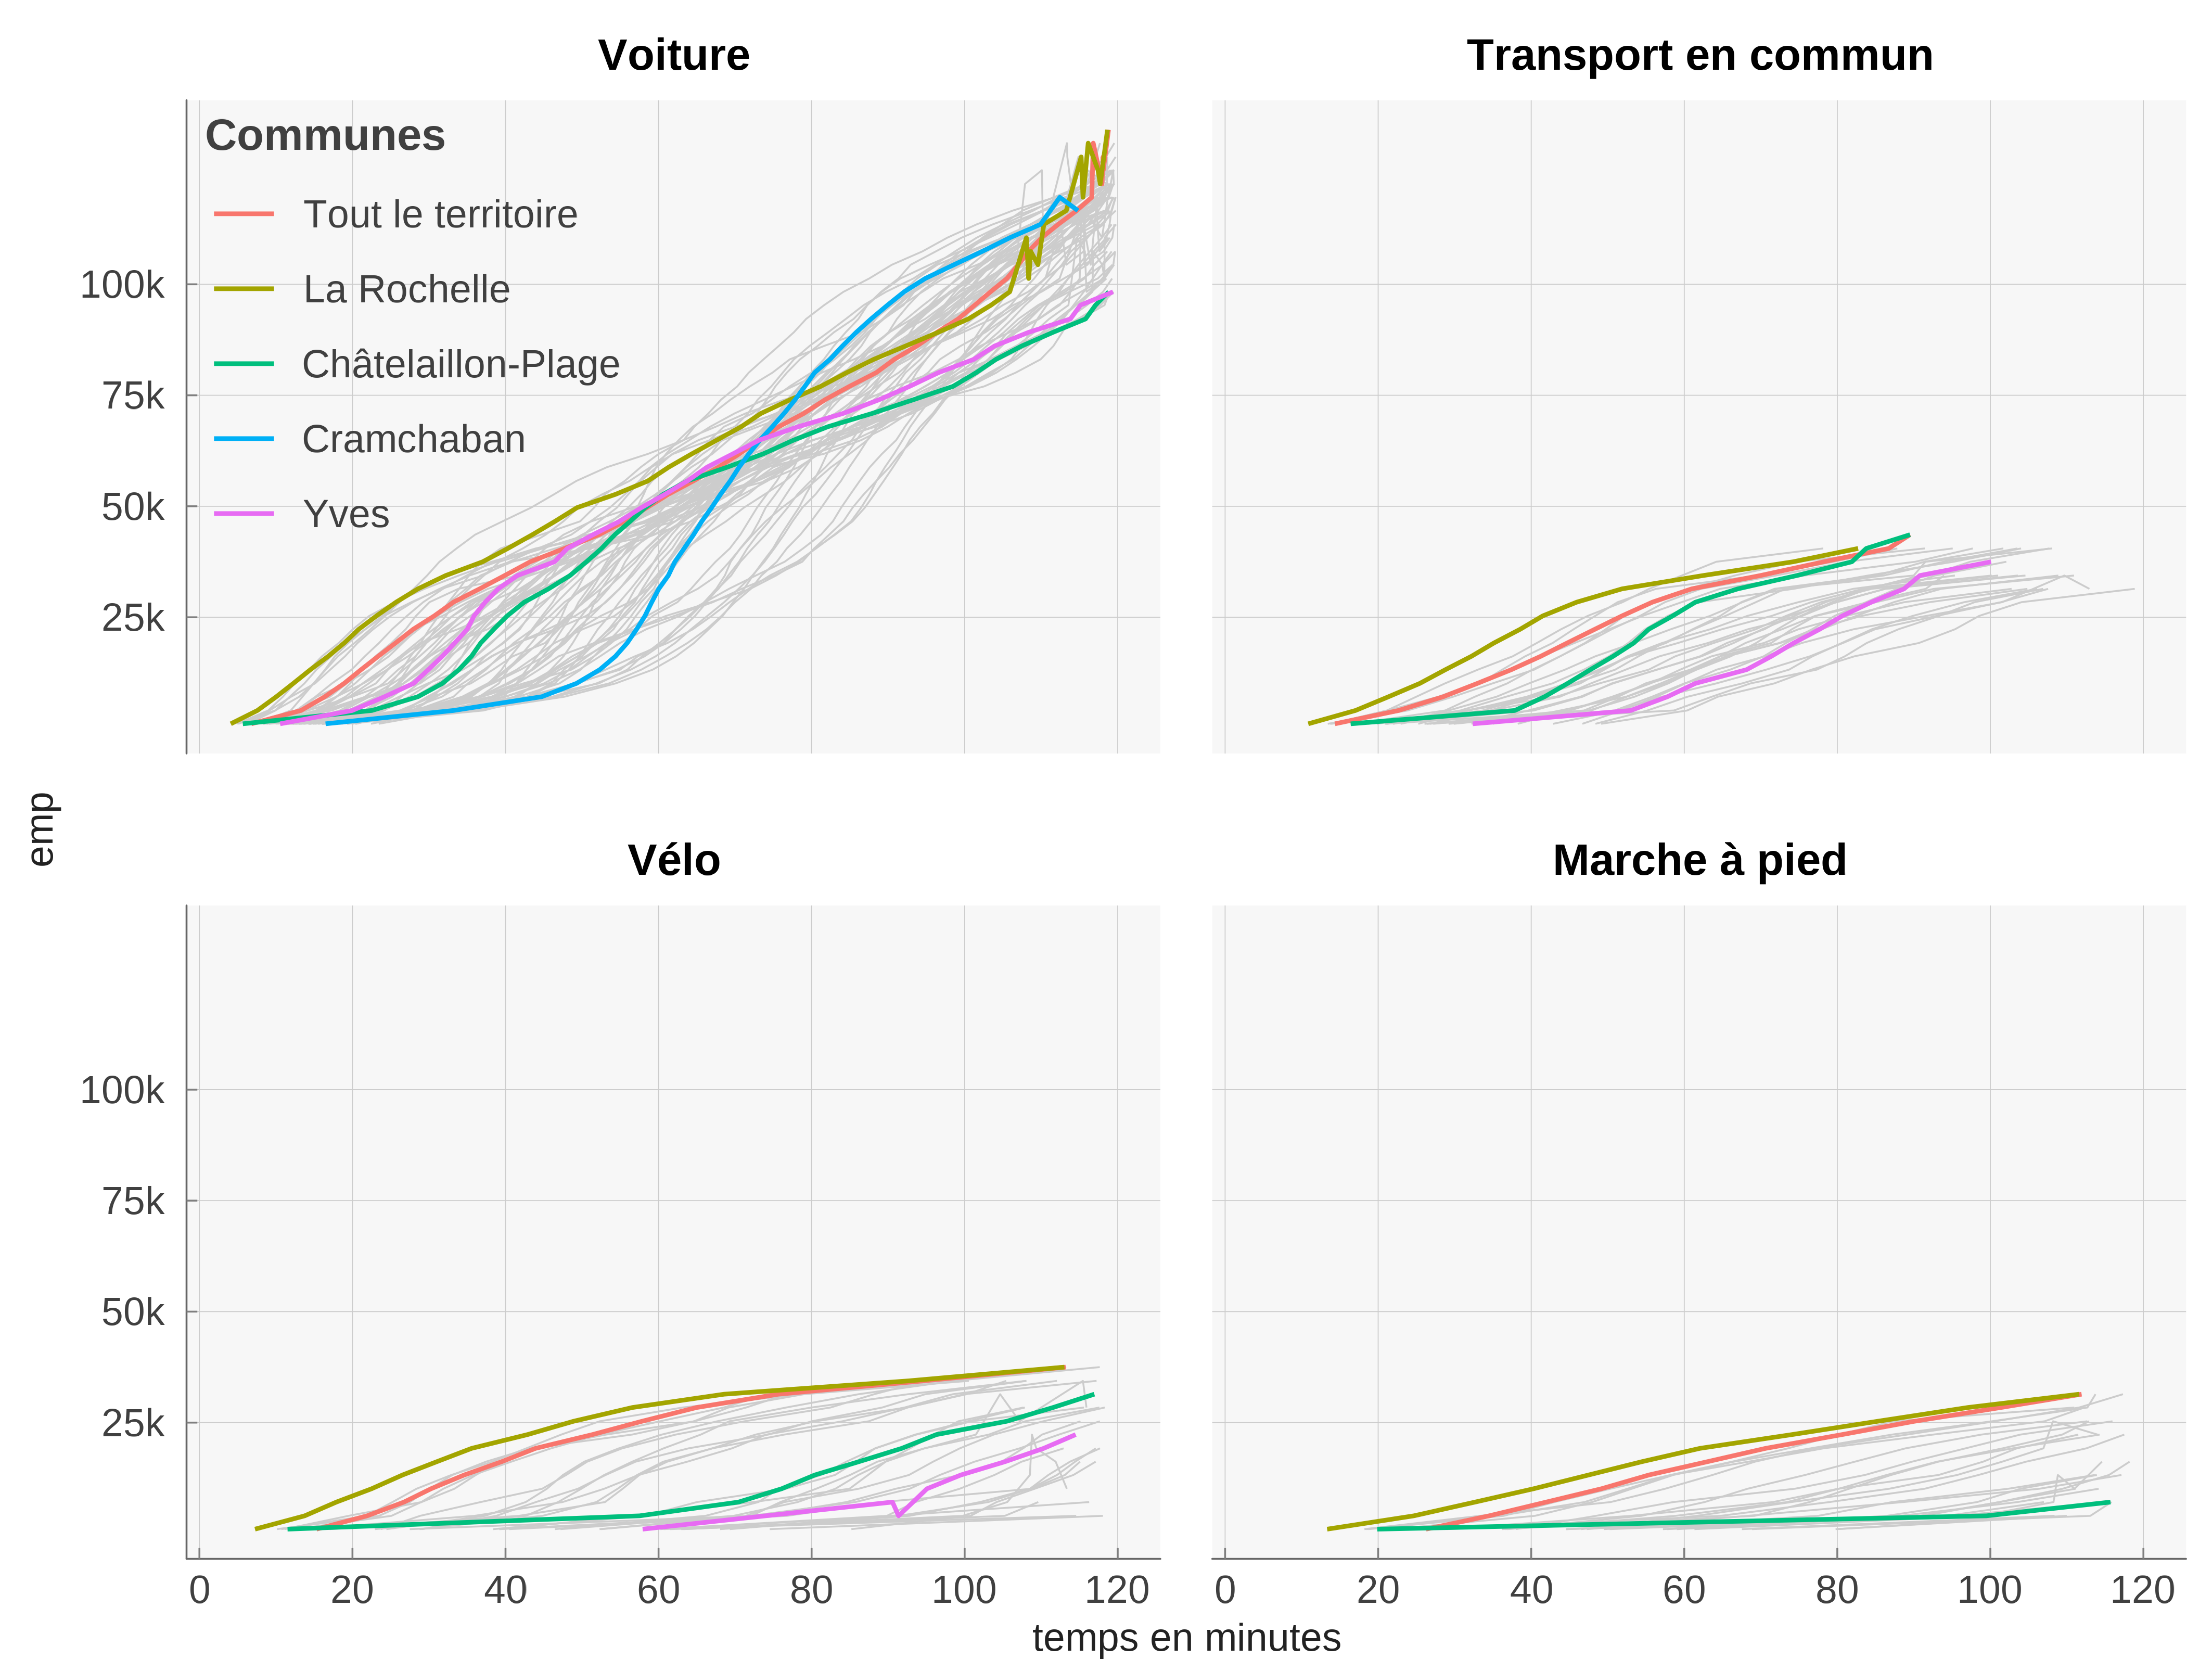 Voiture
Transport en commun
Communes
Tout le territoire
La Rochelle
Châtelaillon-Plage
Cramchaban
Yves
100k
75k
50k
25k
emp
Vélo
Marche à pied
100k
75k
50k
25k
0 20 40 60 80 100 120 0 20 40 60 80 100 120
temps en minutes